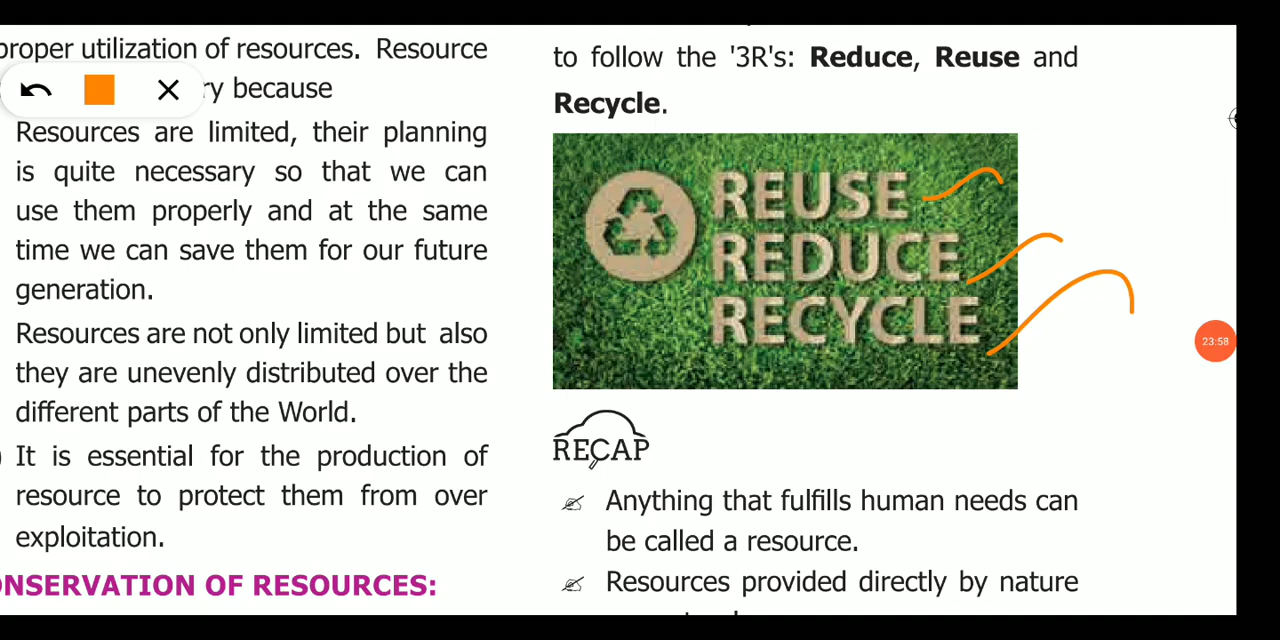 proper utilization of resources. Resource
ry because
Resources are limited, their planning
is quite necessary so that we can
use them properly and at the same
time we can save them for our future
generation.
Resources are not only limited but also
they are unevenly distributed over the
different parts of the World.
) It is essential for the production of
resource to protect them from over
exploitation.
ONSERVATION OF RESOURCES:
to follow the '3R's: Reduce, Reuse and
Recycle.
REUSE
REDUCE
RECYCLE
RECAP
Anything that fulfills human needs can
be called a resource.
Resources provided directly by nature
23:58